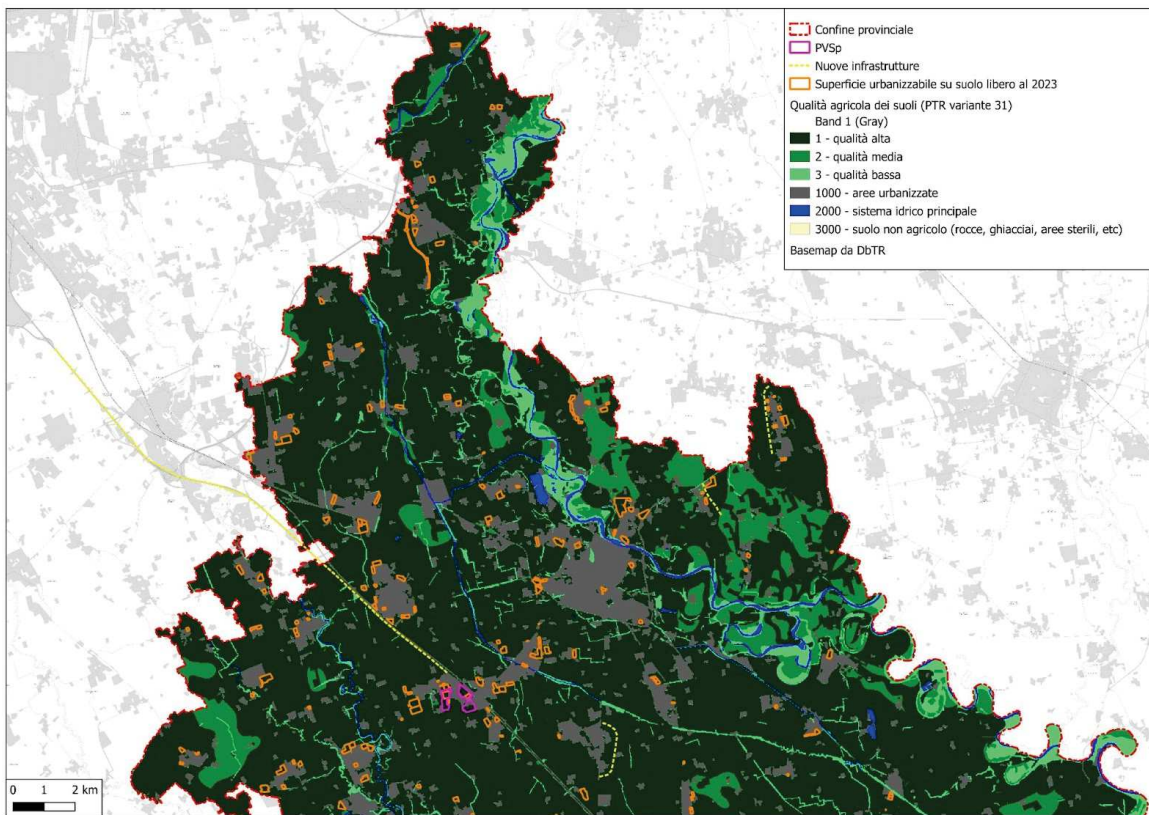 Confine provinciale
PVSp
Nuove infrastrutture
Superficie urbanizzabile su suolo libero al 2023
Qualità agricola dei suoli (PTR variante 31)
Band 1 (Gray)
1 - qualità alta
2 - qualità media
3 - qualità bassa
1000 - aree urbanizzate
2000 - sistema idrico principale
3000 - suolo non agricolo (rocce, ghiacciai, aree sterili, etc)
Basemap da DbTR
0 1 2 km